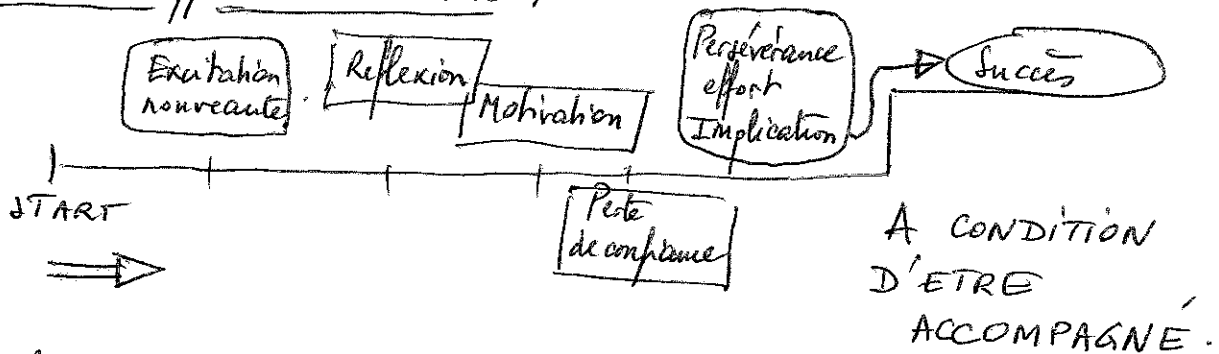 Excitation
nouveauté
Reflexion
Motivation
Persévérance
effort
Implication
Succès
START
Perte
de confiance
A CONDITION
D'ETRE
ACCOMPAGNÉ.